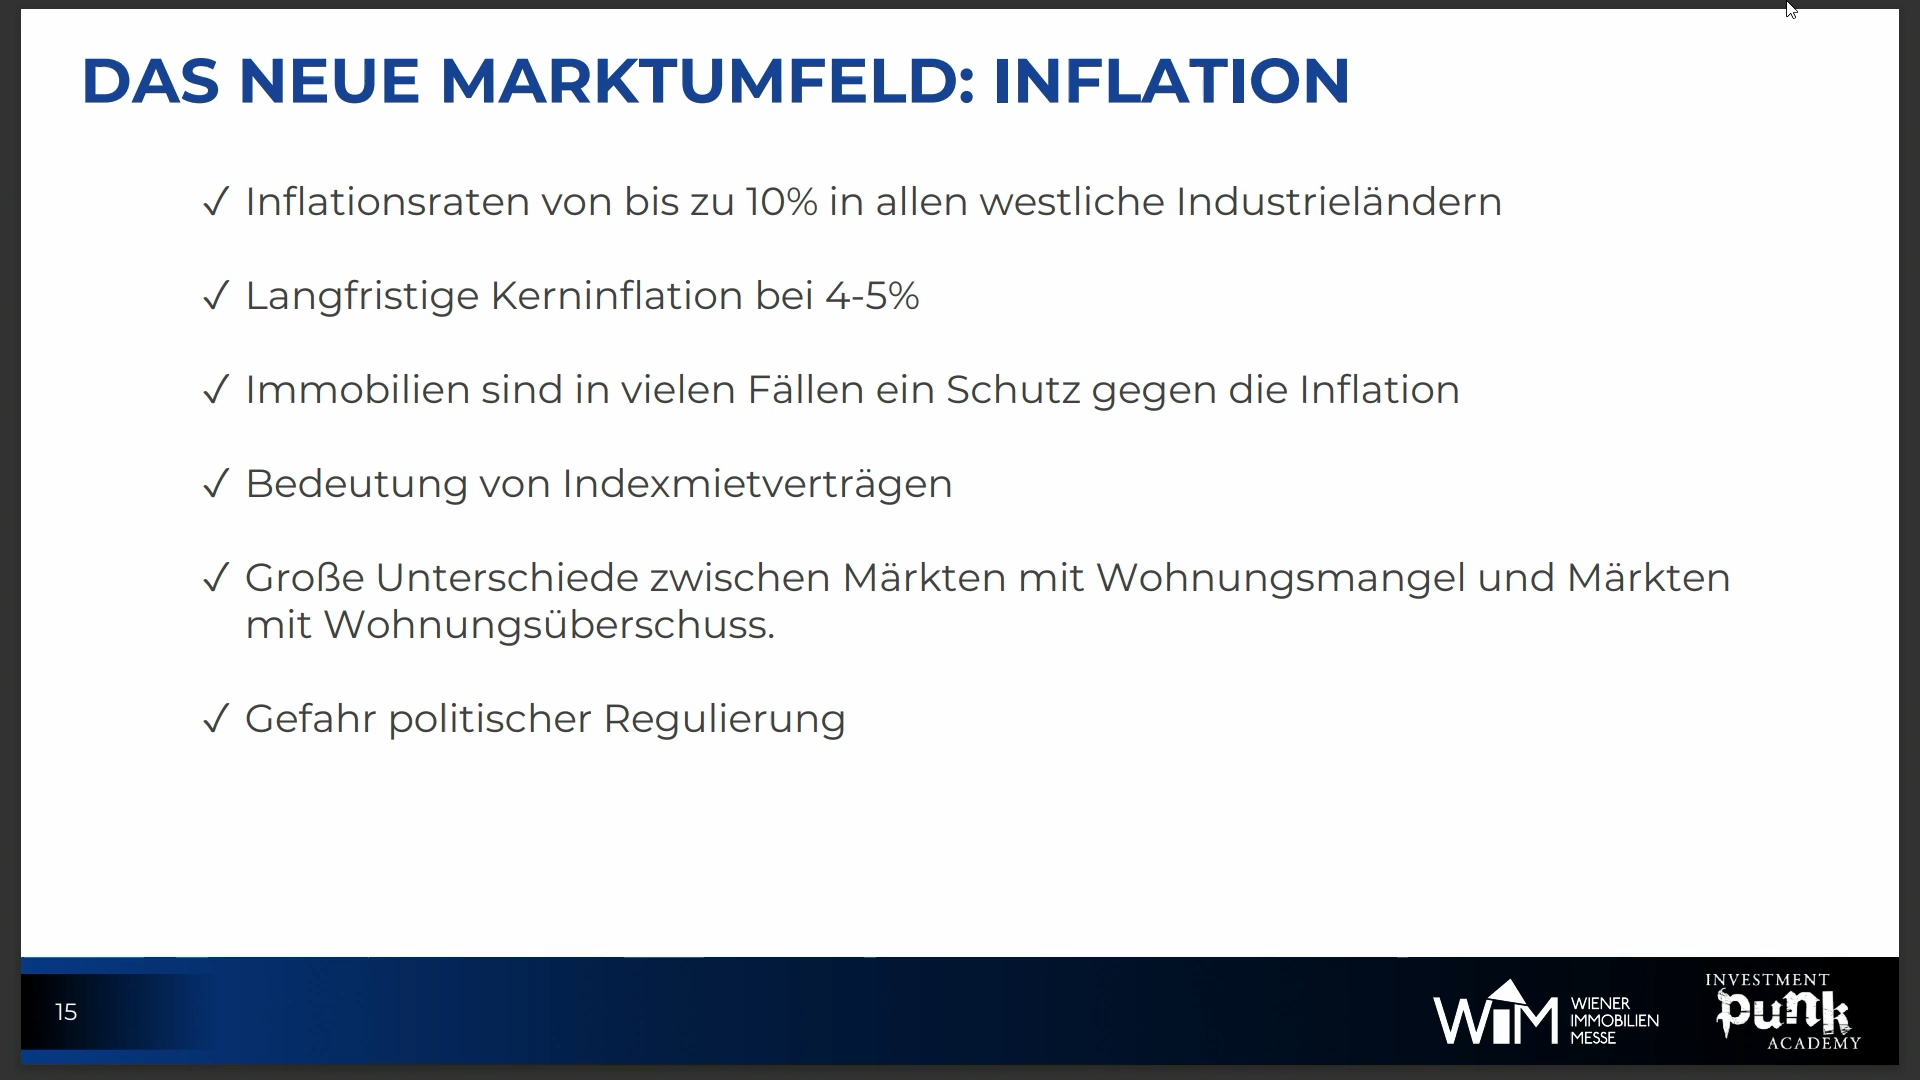 DAS NEUE MARKTUMFELD: INFLATION
✓ Inflationsraten von bis zu 10% in allen westliche Industrieländern
✓ Langfristige Kerninflation bei 4-5%
✓ Immobilien sind in vielen Fällen ein Schutz gegen die Inflation
✓ Bedeutung von Indexmietverträgen
✓ Große Unterschiede zwischen Märkten mit Wohnungsmangel und Märkten
mit Wohnungsüberschuss.
✓ Gefahr politischer Regulierung
15
WIM
WIENER
IMMOBILIEN
MESSE
INVESTMENT
punk
ACADEMY